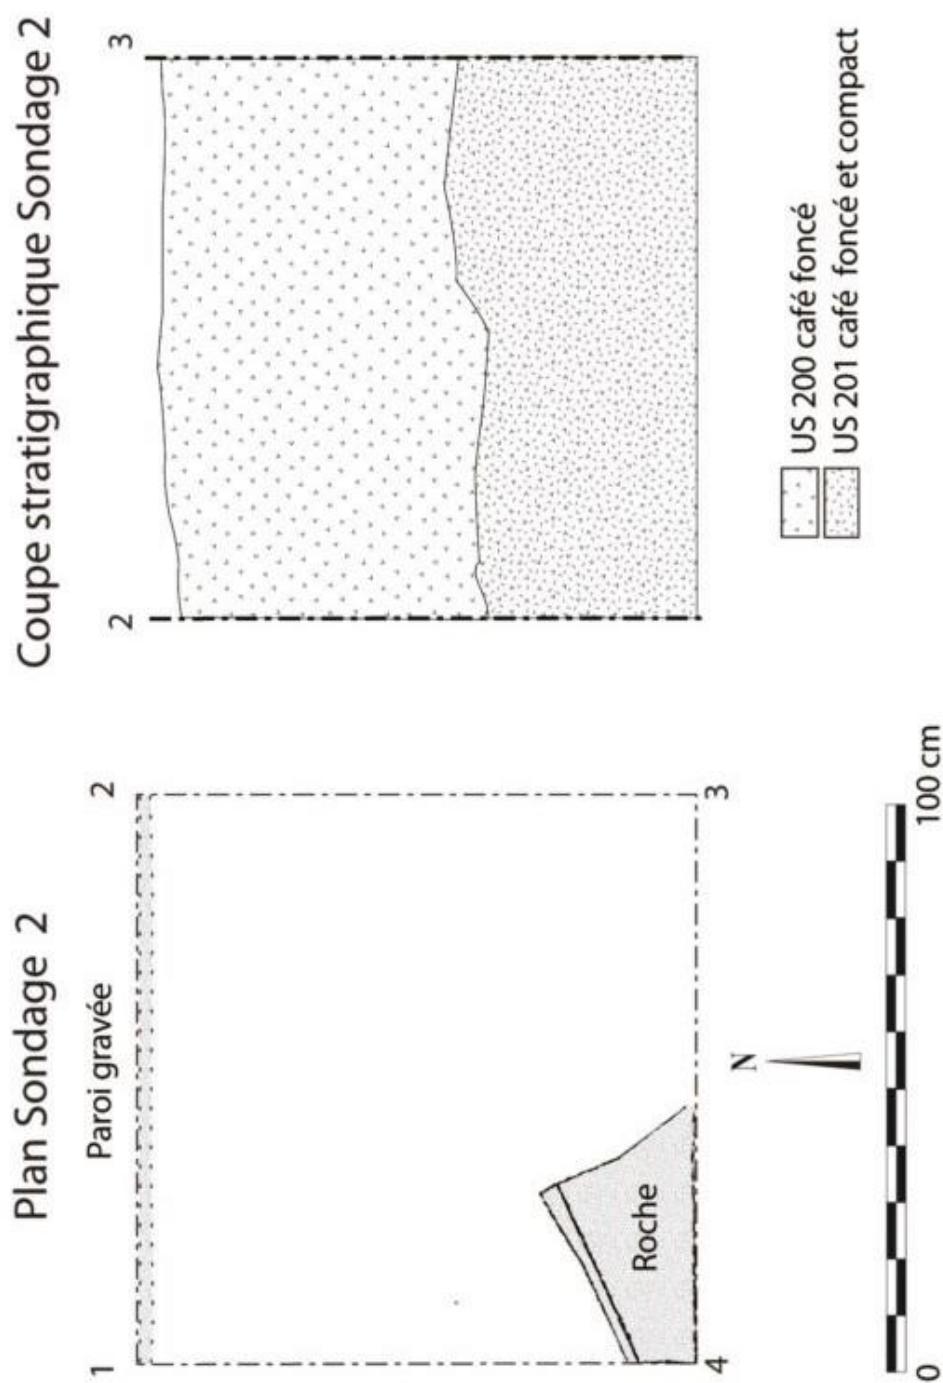 Plan Sondage 2
Paroi gravée
1
2
Roche
4
3
N
0
100 cm
Coupe stratigraphique Sondage 2
2
3
US 200 café foncé
US 201 café foncé et compact